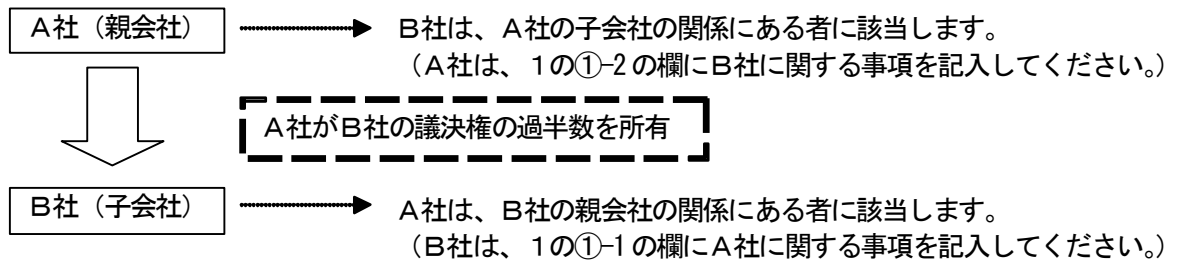 A社（親会社）
B社は、A社の子会社の関係にある者に該当します。
（A社は、1の①-2の欄にB社に関する事項を記入してください。）
A社がB社の議決権の過半数を所有
B社（子会社）
A社は、B社の親会社の関係にある者に該当します。
（B社は、1の①-1の欄にA社に関する事項を記入してください。）